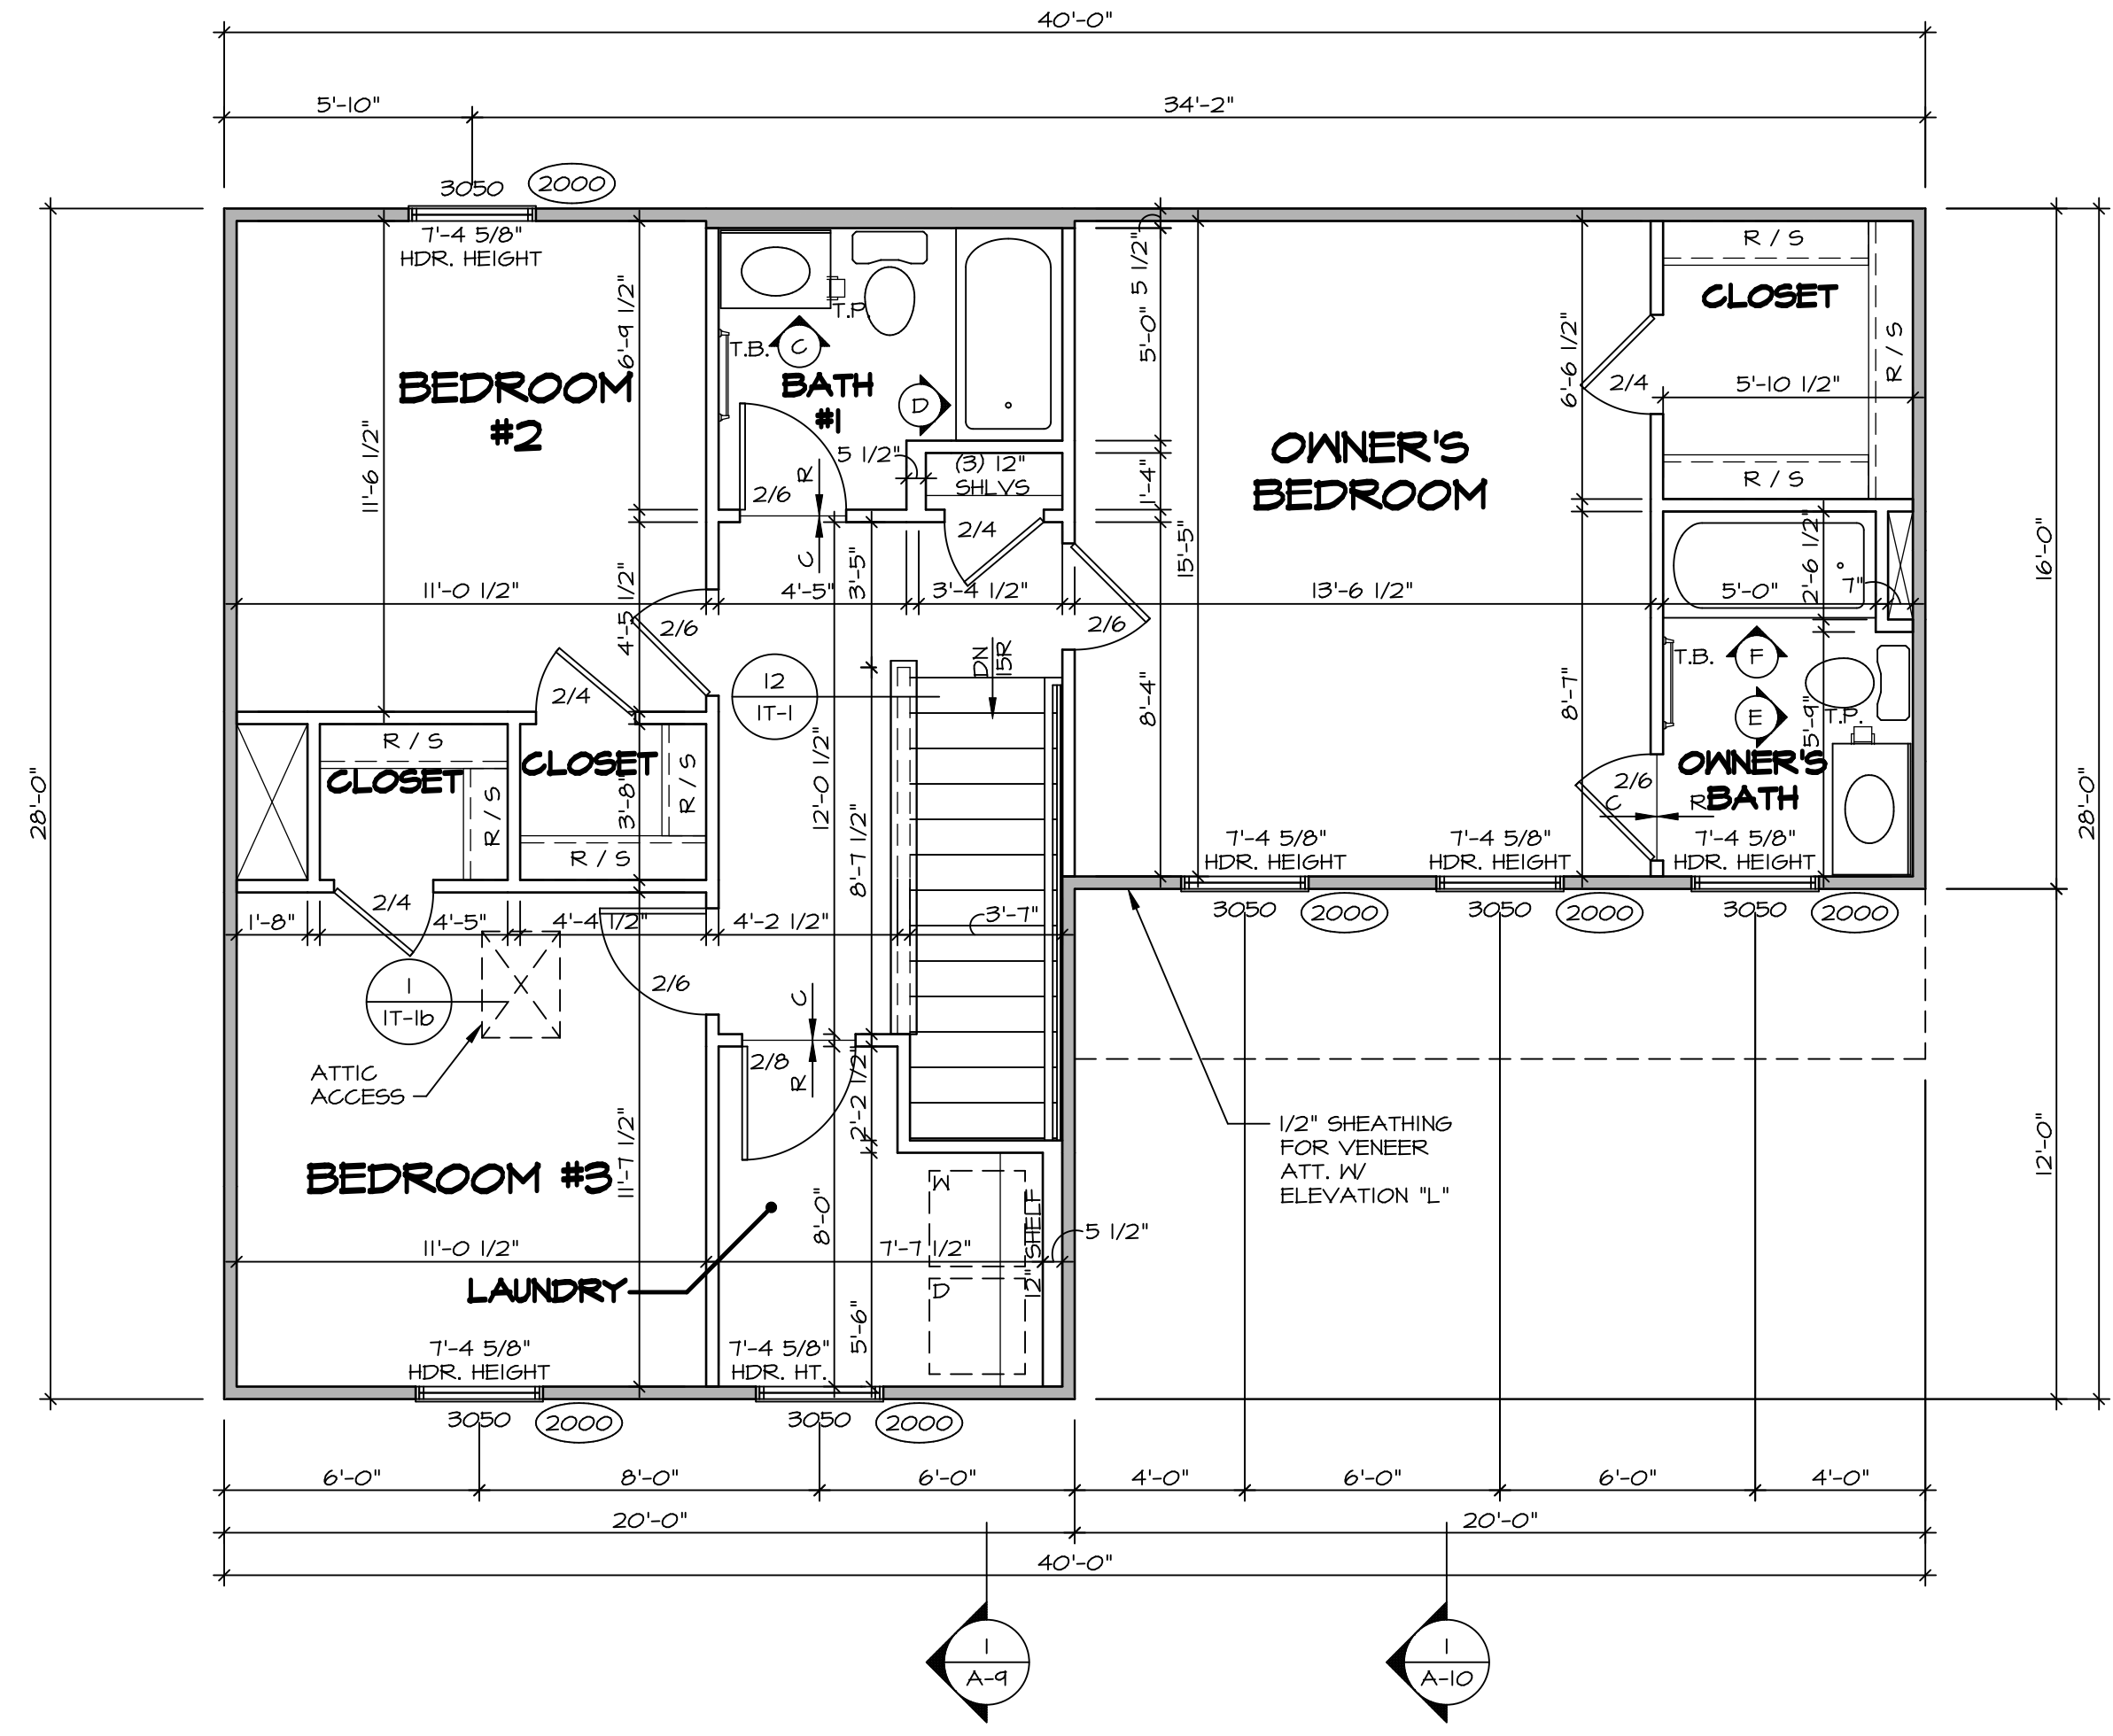 40'-0"
5'-10"
34'-2"
3050
2000
7'-4 5/8"
HDR. HEIGHT
5 1/2"
R / S
CLOSET
T.P.
6'-9 1/2"
5'-0"
T.B.
C
6'-6 1/2"
R / S
BEDROOM
#2
BATH
#1
D
2/4
5'-10 1/2"
11'-6 1/2"
OWNER'S
BEDROOM
5 1/2"
(3) 12"
SHLVS
R
2/6
1'-4"
R / S
2/4
C
3'-5"
15'-5"
2'-6 1/2"
16'-0"
11'-0 1/2"
4'-5 1/2"
4'-5"
3'-4 1/2"
13'-6 1/2"
5'-0"
7"
2/6
2/6
DN
15R
T.B.
F
12
1T-1
2/4
8'-4"
8'-7"
E
T.P.
5'-9"
R / S
CLOSET
CLOSET
R / S
R / S
3'-8"
R / S
12'-0 1/2"
8'-7 1/2"
OWNER'S
BATH
2/6
C
R
28'-0"
28'-0"
7'-4 5/8"
HDR. HEIGHT
7'-4 5/8"
HDR. HEIGHT
7'-4 5/8"
HDR. HEIGHT
2/4
3050
2000
3050
2000
3050
2000
1'-8"
4'-5"
4'-4 1/2"
4'-2 1/2"
3'-7"
X
2/6
1
1T-1b
C
ATTIC
ACCESS
2/8
R
2'-2 1/2"
1/2" SHEATHING
FOR VENEER
ATT. W/
ELEVATION "L"
12'-0"
BEDROOM #3
11'-7 1/2"
W
8'-0"
12" SHELF
5 1/2"
11'-0 1/2"
7'-7 1/2"
LAUNDRY
D
5'-6"
7'-4 5/8"
HDR. HEIGHT
7'-4 5/8"
HDR. HT.
3050
2000
3050
2000
6'-0"
8'-0"
6'-0"
4'-0"
6'-0"
6'-0"
4'-0"
20'-0"
20'-0"
40'-0"
1
A-9
1
A-10